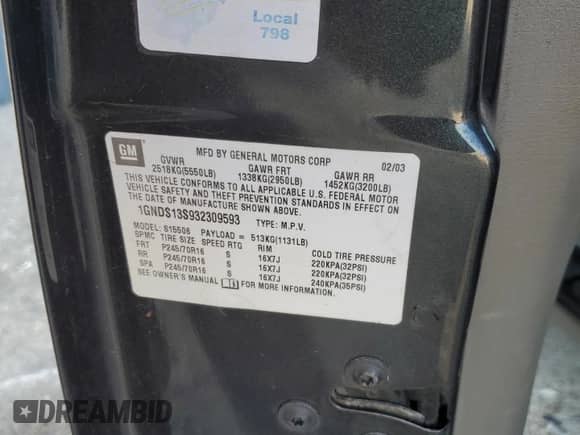 Local
798
GM
MFD BY GENERAL MOTORS CORP
02/03
GVWR GAWR FRT GAWR RR
2518KG(5550LB) 1338KG(2950LB) 1452KG(3200LB)
THIS VEHICLE CONFORMS TO ALL APPLICABLE U.S. FEDERAL MOTOR
VEHICLE SAFETY AND THEFT PREVENTION STANDARDS IN EFFECT ON
THE DATE OF MANUFACTURE SHOWN ABOVE.
1GNDS13S932309593 TYPE: M.P.V.
MODEL: S15506 PAYLOAD = 513KG(1131LB)
SPMC TIRE SIZE SPEED RTG RIM COLD TIRE PRESSURE
FRT P245/70R16 S 16X7J 220KPA(32PSI)
RR P245/70R16 S 16X7J 220KPA(32PSI)
SPA P245/70R16 S 16X7J 240KPA(35PSI)
SEE OWNER'S MANUAL FOR MORE INFORMATION.
DREAMBID